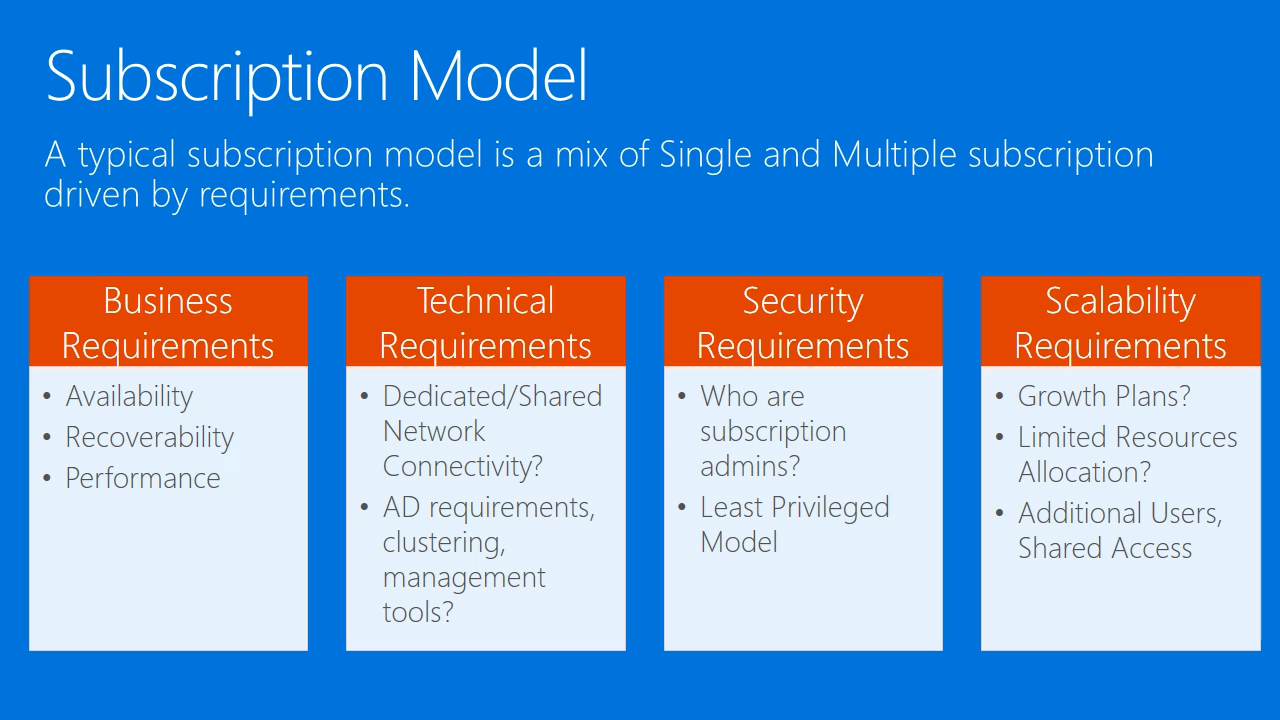 Subscription Model
A typical subscription model is a mix of Single and Multiple subscription
driven by requirements.
Business
Requirements
• Availability
• Recoverability
• Performance
Technical
Requirements
• Dedicated/Shared
Network
Connectivity?
• AD requirements,
clustering,
management
tools?
Security
Requirements
• Who are
subscription
admins?
• Least Privileged
Model
Scalability
Requirements
• Growth Plans?
• Limited Resources
Allocation?
• Additional Users,
Shared Access